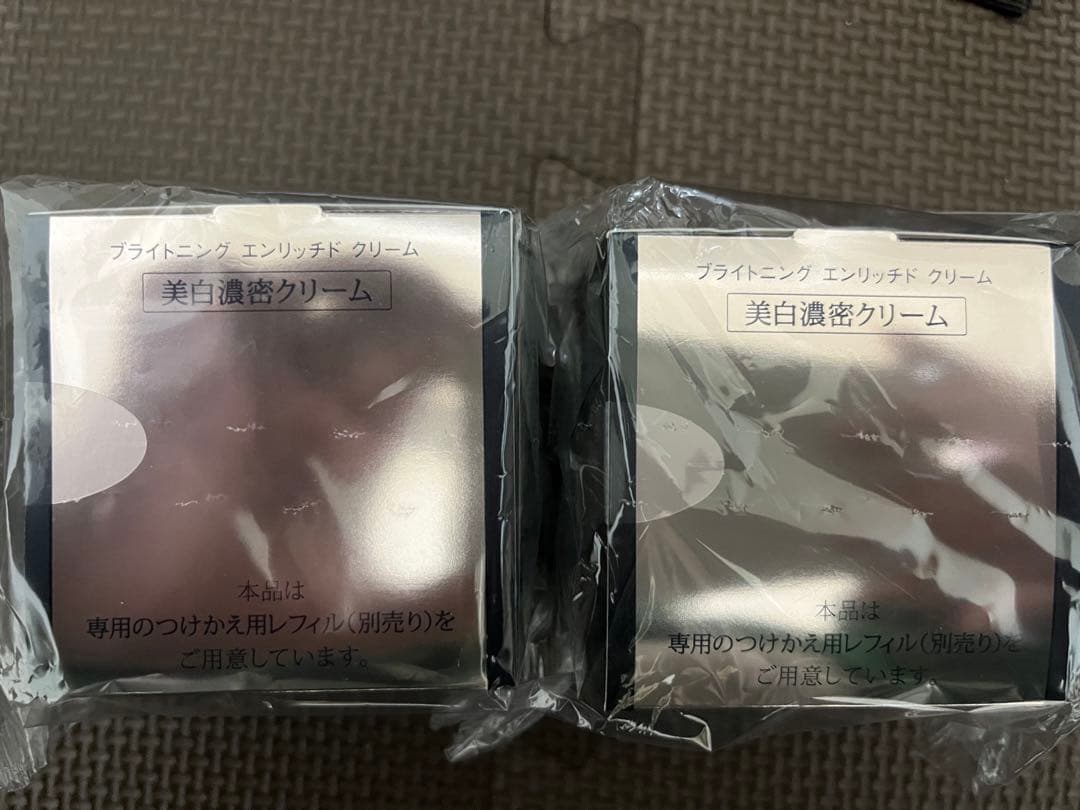 ブライトニング エンリッチド クリーム
美白濃密クリーム
本品は
専用のつけかえ用レフィル(別売り)を
ご用意しています。
ブライトニング エンリッチド クリーム
美白濃密クリーム
本品は
専用のつけかえ用レフィル(別売り)を
ご用意しています。